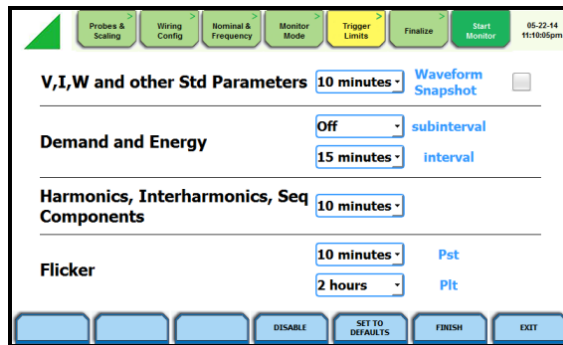 Probes &
Scaling
Wiring
Config
Nominal &
Frequency
Monitor
Mode
Trigger
Limits
Finalize
Start
Monitor
05-22-14
11:10:05pm
V,I,W and other Std Parameters
10 minutes
Waveform
Snapshot
Demand and Energy
Off
subinterval
15 minutes
interval
Harmonics, Interharmonics, Seq
Components
10 minutes
Flicker
10 minutes
Pst
2 hours
Plt
DISABLE
SET TO
DEFAULTS
FINISH
EXIT